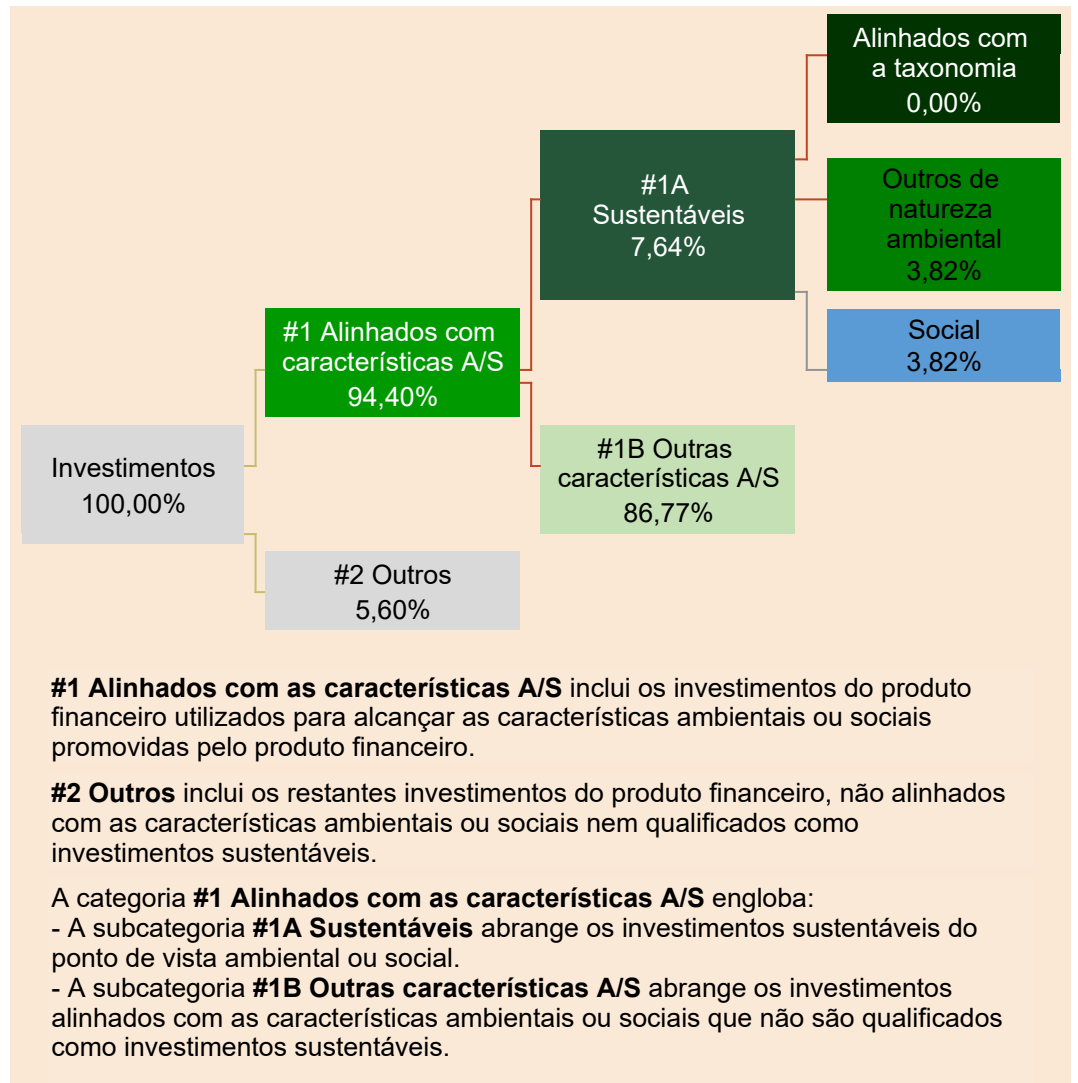 Alinhados com
a taxonomia
0,00%
#1A
Sustentáveis
7,64%
Outros de
natureza
ambiental
3,82%
#1 Alinhados com
características A/S
94,40%
Social
3,82%
Investimentos
100,00%
#1B Outras
características A/S
86,77%
#2 Outros
5,60%
#1 Alinhados com as características A/S inclui os investimentos do produto
financeiro utilizados para alcançar as características ambientais ou sociais
promovidas pelo produto financeiro.
#2 Outros inclui os restantes investimentos do produto financeiro, não alinhados
com as características ambientais ou sociais nem qualificados como
investimentos sustentáveis.
A categoria #1 Alinhados com as características A/S engloba:
- A subcategoria #1A Sustentáveis abrange os investimentos sustentáveis do
ponto de vista ambiental ou social.
- A subcategoria #1B Outras características A/S abrange os investimentos
alinhados com as características ambientais ou sociais que não são qualificados
como investimentos sustentáveis.